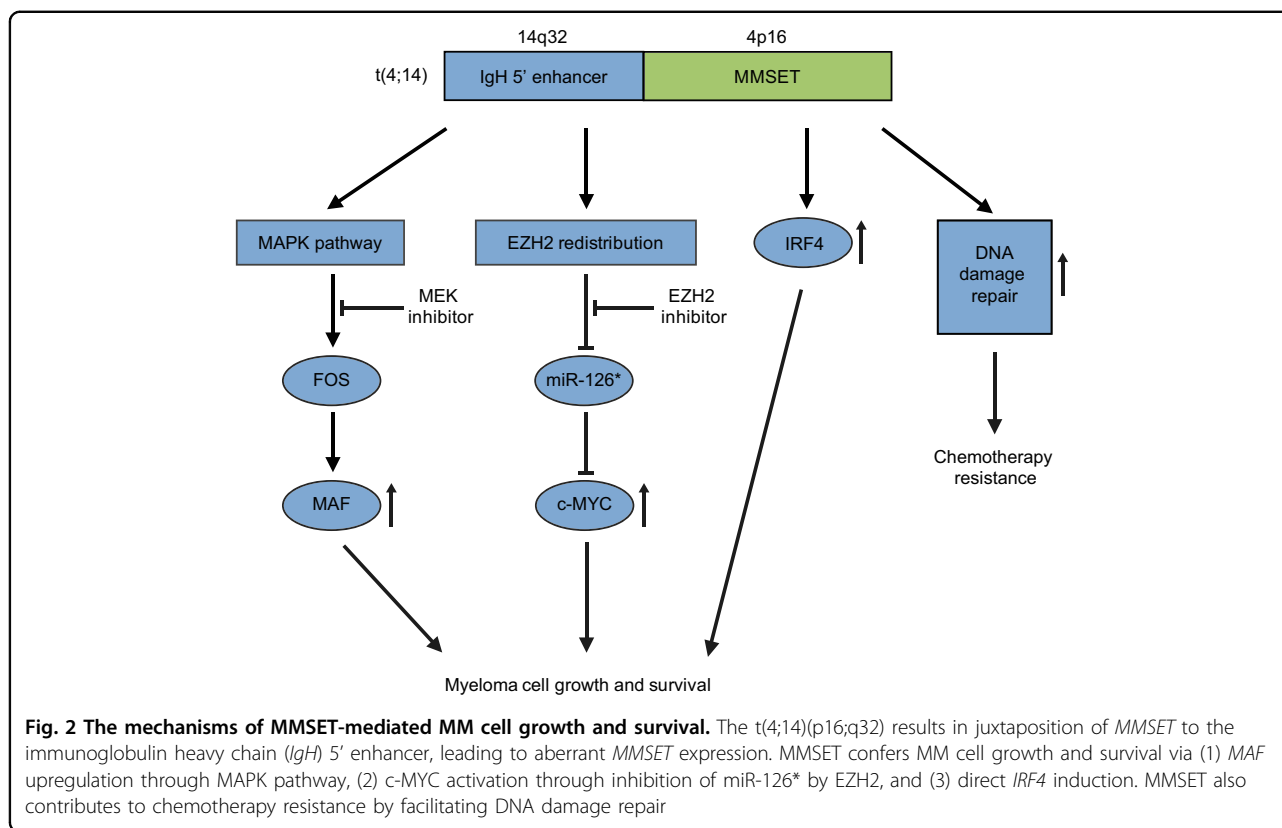 14q32 4p16
t(4;14) IgH 5' enhancer MMSET
MAPK pathway EZH2 redistribution IRF4 DNA
damage
repair
MEK
inhibitor
EZH2
inhibitor
FOS miR-126*
Chemotherapy
resistance
MAF c-MYC
Myeloma cell growth and survival
Fig. 2 The mechanisms of MMSET-mediated MM cell growth and survival. The t(4;14)(p16;q32) results in juxtaposition of MMSET to the
immunoglobulin heavy chain (IgH) 5' enhancer, leading to aberrant MMSET expression. MMSET confers MM cell growth and survival via (1) MAF
upregulation through MAPK pathway, (2) c-MYC activation through inhibition of miR-126* by EZH2, and (3) direct IRF4 induction. MMSET also
contributes to chemotherapy resistance by facilitating DNA damage repair